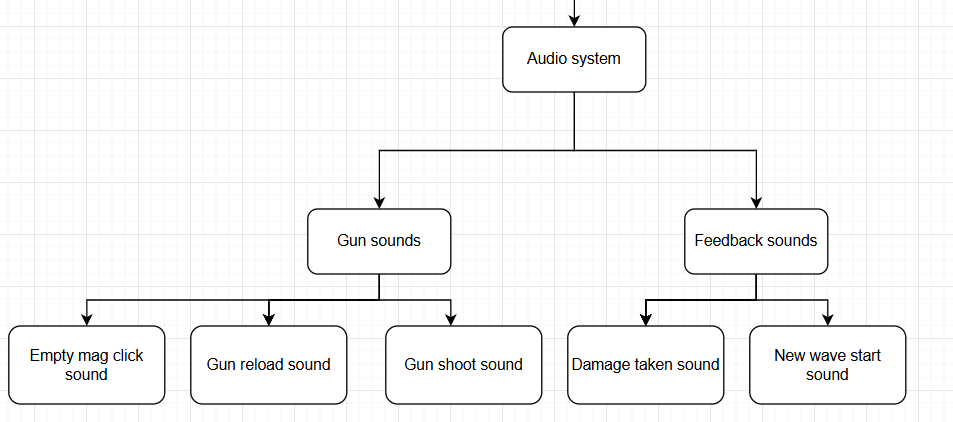 Audio system
Gun sounds
Feedback sounds
Empty mag click
sound
Gun reload sound
Gun shoot sound
Damage taken sound
New wave start
sound